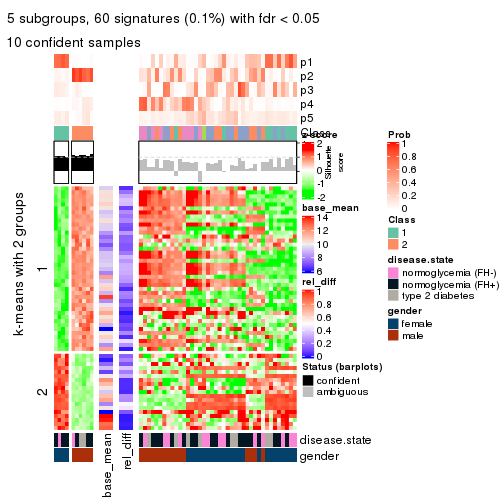 5 subgroups, 60 signatures (0.1%) with fdr < 0.05
10 confident samples
p1
p2
p3
p4
p5
Class
z-score
2
1
0
-1
-2
Silhouette
score
base_mean
14
12
10
8
6
rel_diff
1
0.8
0.6
0.4
0.2
0
Status (barplots)
confident
ambiguous
Prob
1
0.8
0.6
0.4
0.2
0
Class
1
2
disease.state
normoglycemia (FH-)
normoglycemia (FH+)
type 2 diabetes
gender
female
male
k-means with 2 groups
1
2
disease.state
gender
base_mean
rel_diff